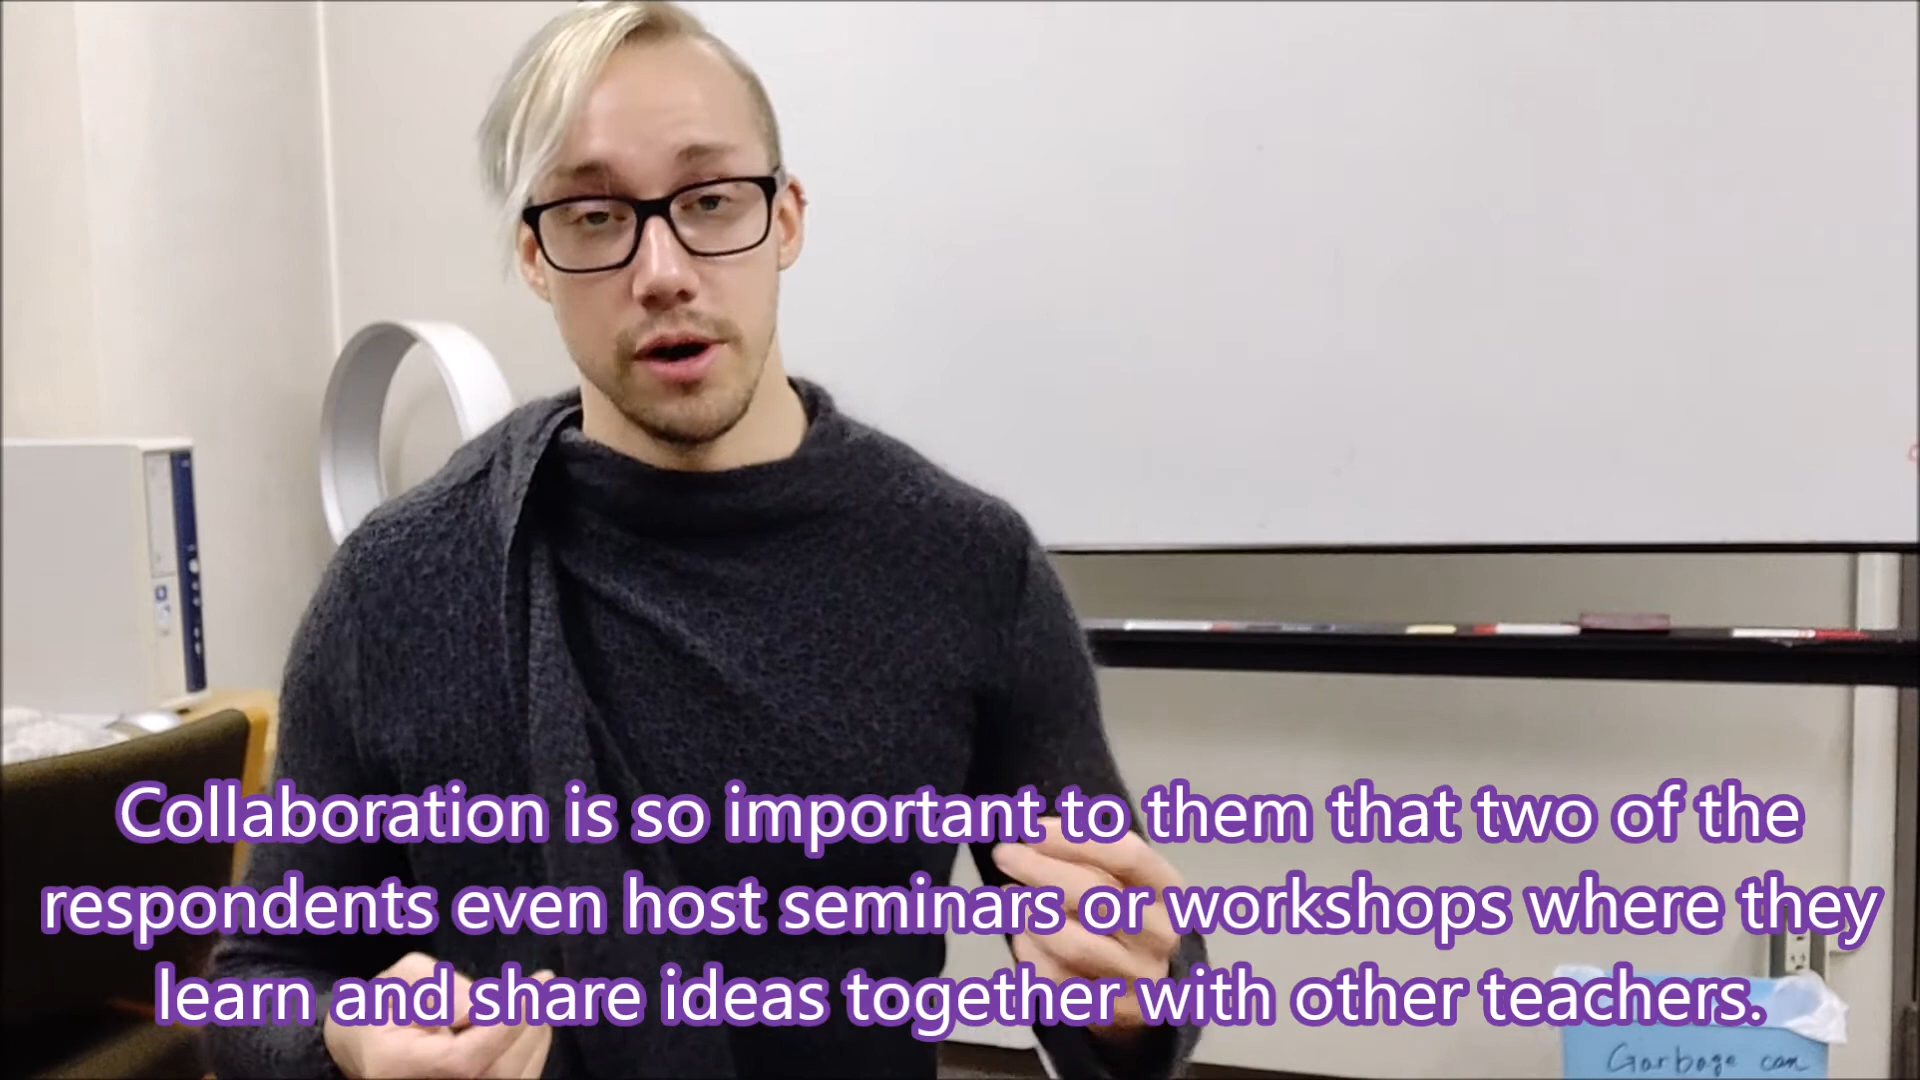 Collaboration is so important to them that two of the
respondents even host seminars or workshops where they
learn and share ideas together with other teachers.
Garbage can